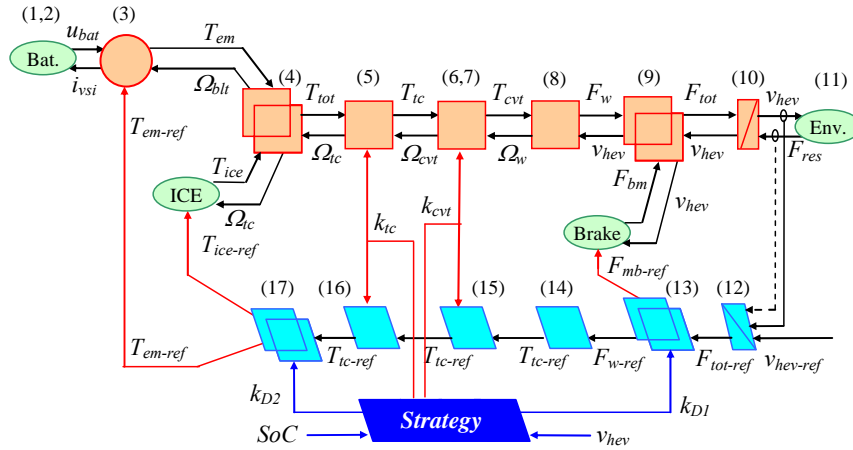 (1,2) (3)
u_bat T_em
Bat.
i_vsi Ω_blt (4) (5) (6,7) (8) (9) (10) (11)
T_tot T_tc T_cvt F_w F_tot v_hev
Env.
Ω_tc Ω_cvt Ω_w v_hev v_hev F_res
T_em-ref
T_ice F_bm
ICE
Ω_tc k_tc k_cvt v_hev
Brake
T_ice-ref F_mb-ref
(17) (16) (15) (14) (13) (12)
T_em-ref T_tc-ref T_tc-ref T_tc-ref F_w-ref F_tot-ref v_hev-ref
k_D2 k_D1
Strategy
SoC v_hev